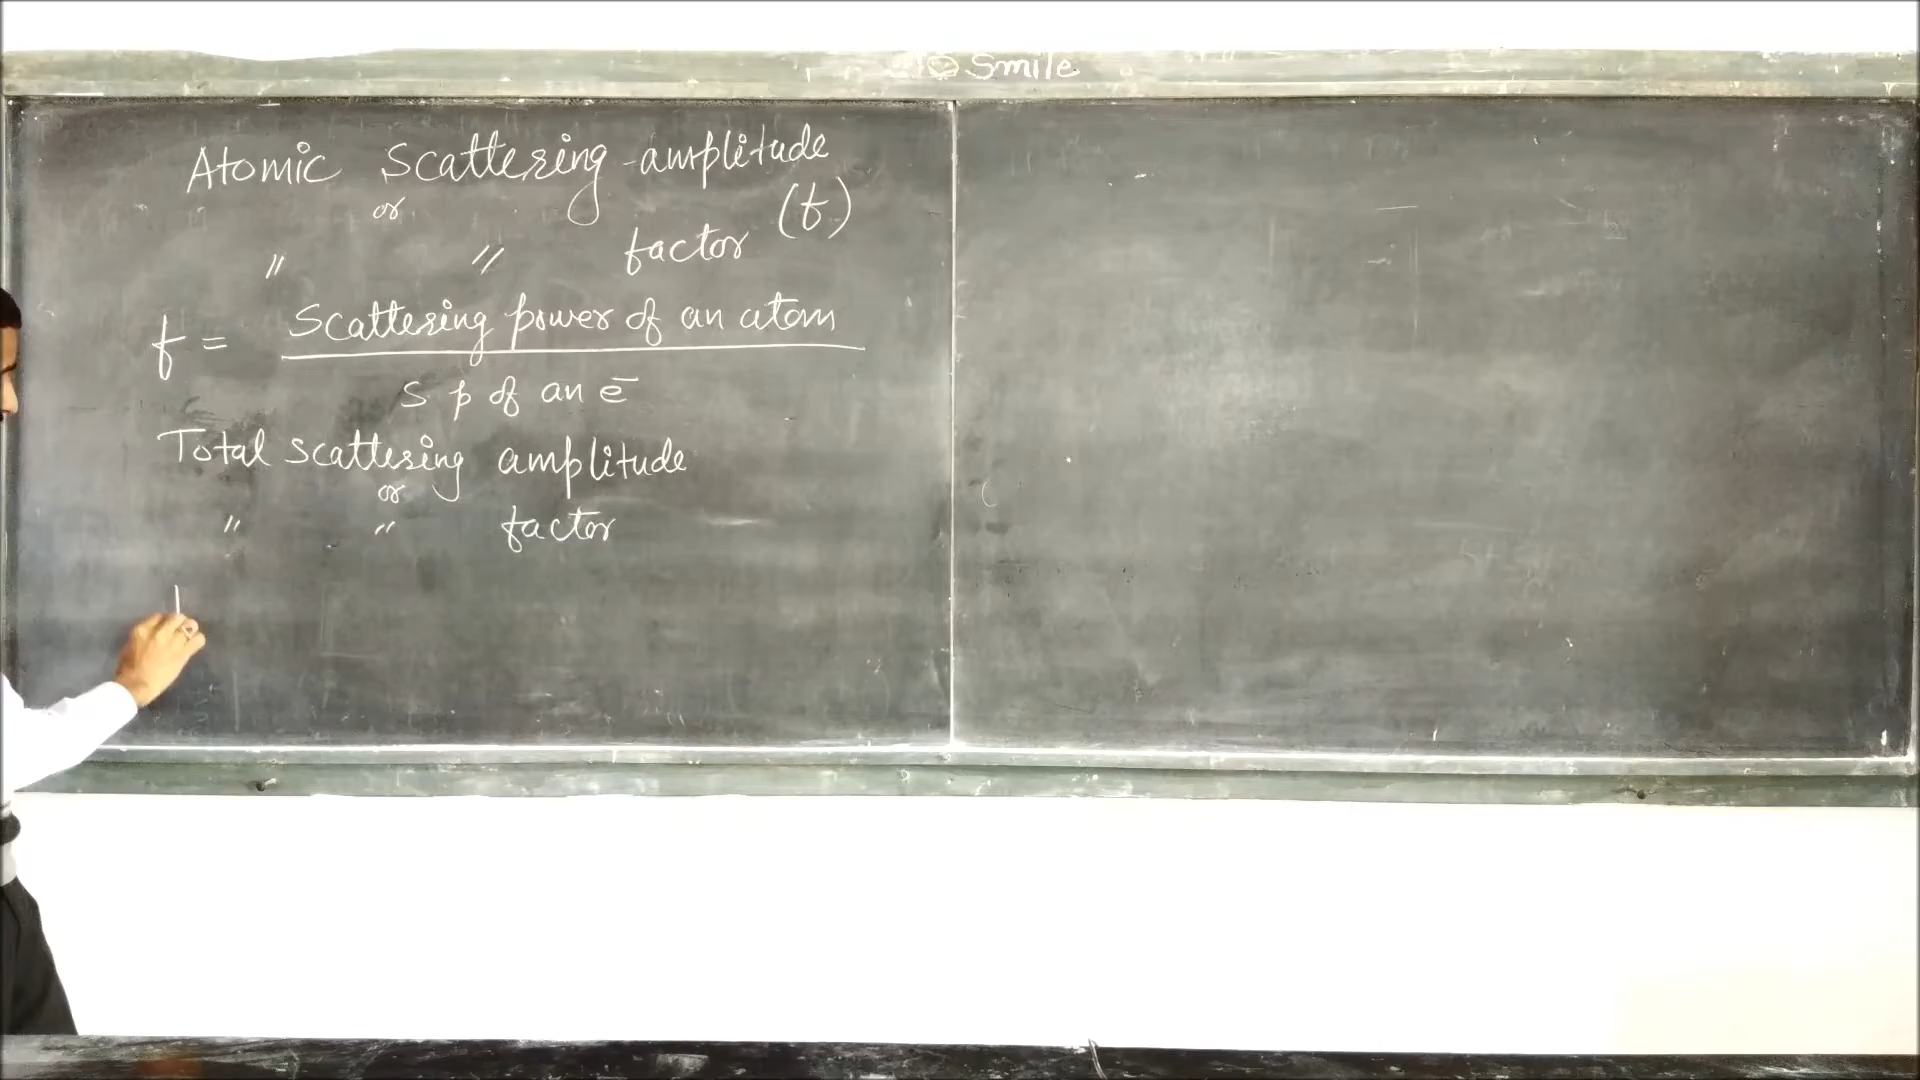 Smile
Atomic Scattering amplitude
or
" " factor (f)
f = Scattering power of an atom
s p of an e̅
Total scattering amplitude
or
" " factor